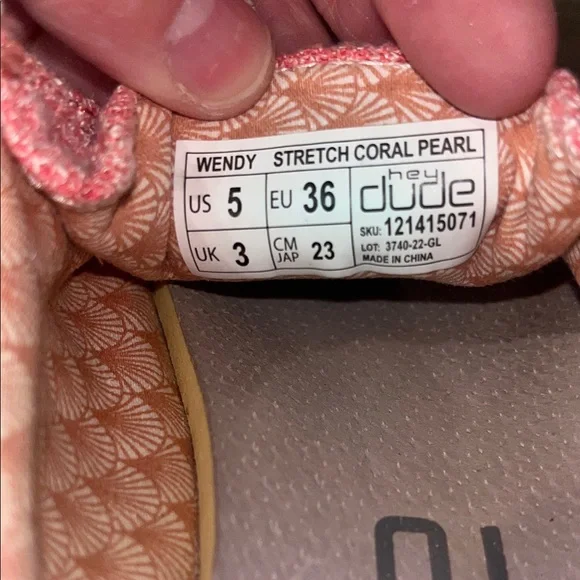 WENDY STRETCH CORAL PEARL
US 5 EU 36 hey dude
SKU: 121415071
UK 3 CM JAP 23 LOT: 3740-22-GL
MADE IN CHINA